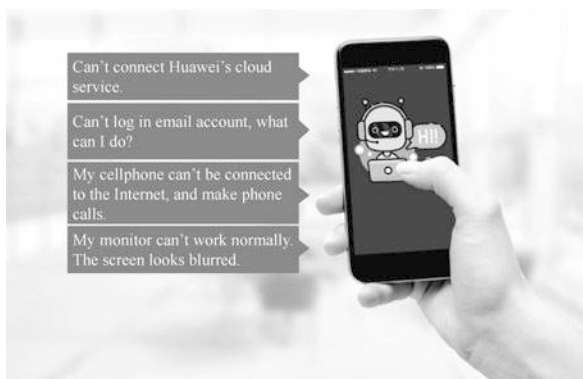 Can't connect Huawei's cloud
service.
Can't log in email account, what
can I do?
My cellphone can't be connected
to the Internet, and make phone
calls.
My monitor can't work normally.
The screen looks blurred.
HI!